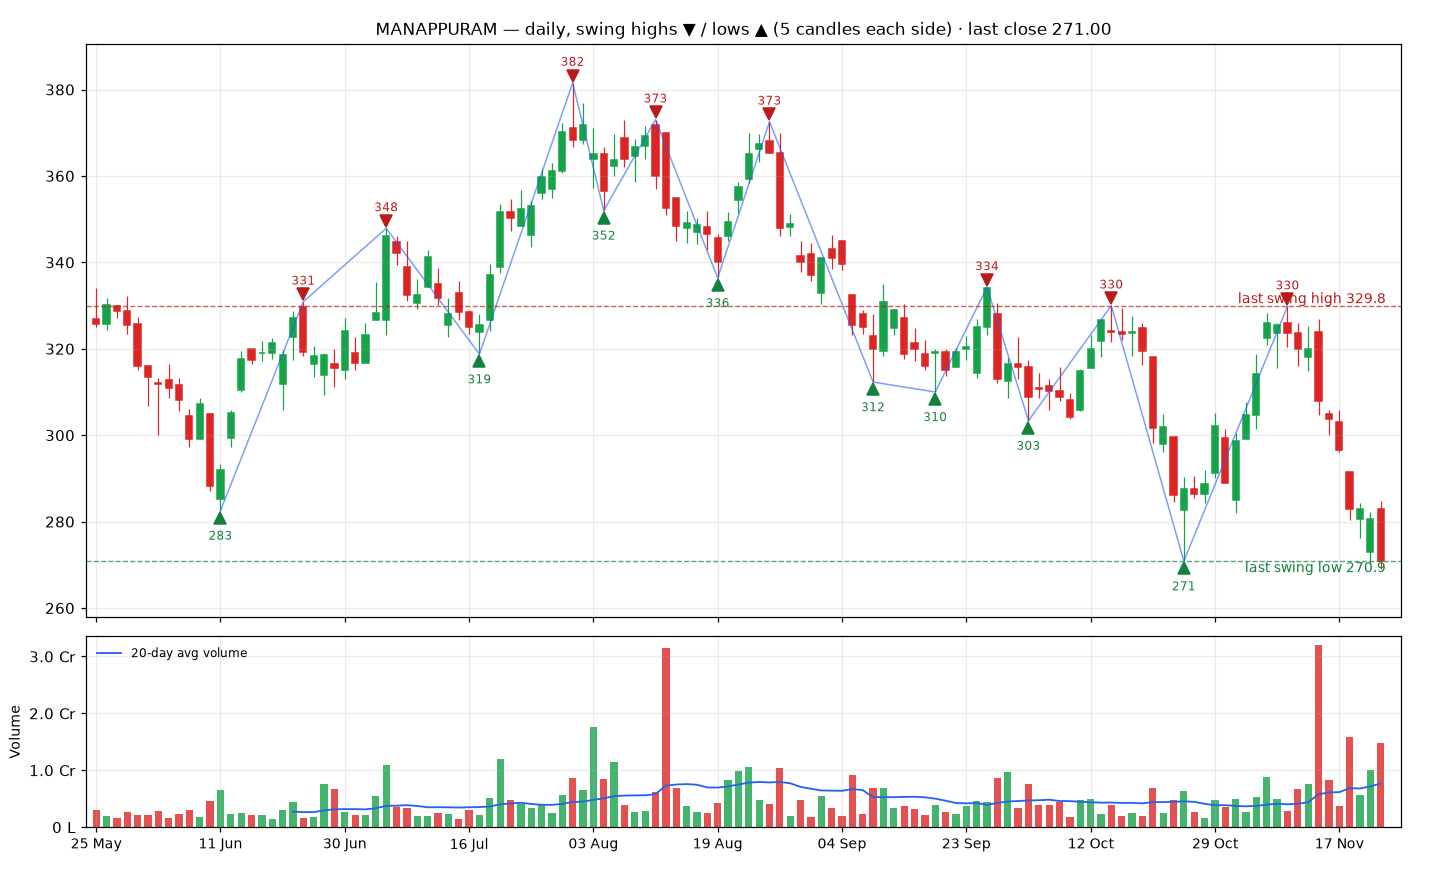 MANAPPURAM — daily, swing highs ▼ / lows ▲ (5 candles each side) · last close 271.00
380
360
340
320
300
280
260
382
373
373
348
352
331
336
334
330
330
last swing high 329.8
319
312
310
303
283
271
last swing low 270.9
Volume
20-day avg volume
3.0 Cr
2.0 Cr
1.0 Cr
0 L
25 May
11 Jun
30 Jun
16 Jul
03 Aug
19 Aug
04 Sep
23 Sep
12 Oct
29 Oct
17 Nov